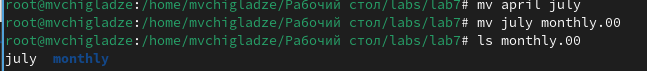 root@mvchigladze:/home/mvchigladze/Рабочий стол/labs/lab7# mv april july
root@mvchigladze:/home/mvchigladze/Рабочий стол/labs/lab7# mv july monthly.00
root@mvchigladze:/home/mvchigladze/Рабочий стол/labs/lab7# ls monthly.00
july  monthly